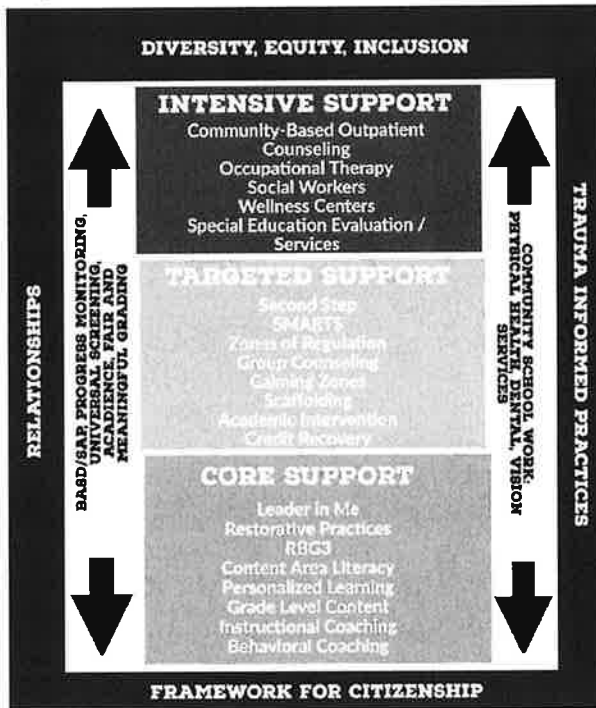 DIVERSITY, EQUITY, INCLUSION
INTENSIVE SUPPORT
Community-Based Outpatient
Counseling
Occupational Therapy
Social Workers
Wellness Centers
Special Education Evaluation /
Services
TARGETED SUPPORT
Second Step
SMARTS
Zones of Regulation
Group Counseling
Calming Zones
Scaffolding
Academic Intervention
Credit Recovery
CORE SUPPORT
Leader in Me
Restorative Practices
RBG3
Content Area Literacy
Personalized Learning
Grade Level Content
Instructional Coaching
Behavioral Coaching
RELATIONSHIPS
BASD/SAP, PROGRESS MONITORING,
UNIVERSAL SCREENING,
ACADIENCE, FAIR AND
MEANINGFUL GRADING
COMMUNITY SCHOOL WORK:
PHYSICAL HEALTH, DENTAL, VISION
SERVICES
TRAUMA INFORMED PRACTICES
FRAMEWORK FOR CITIZENSHIP